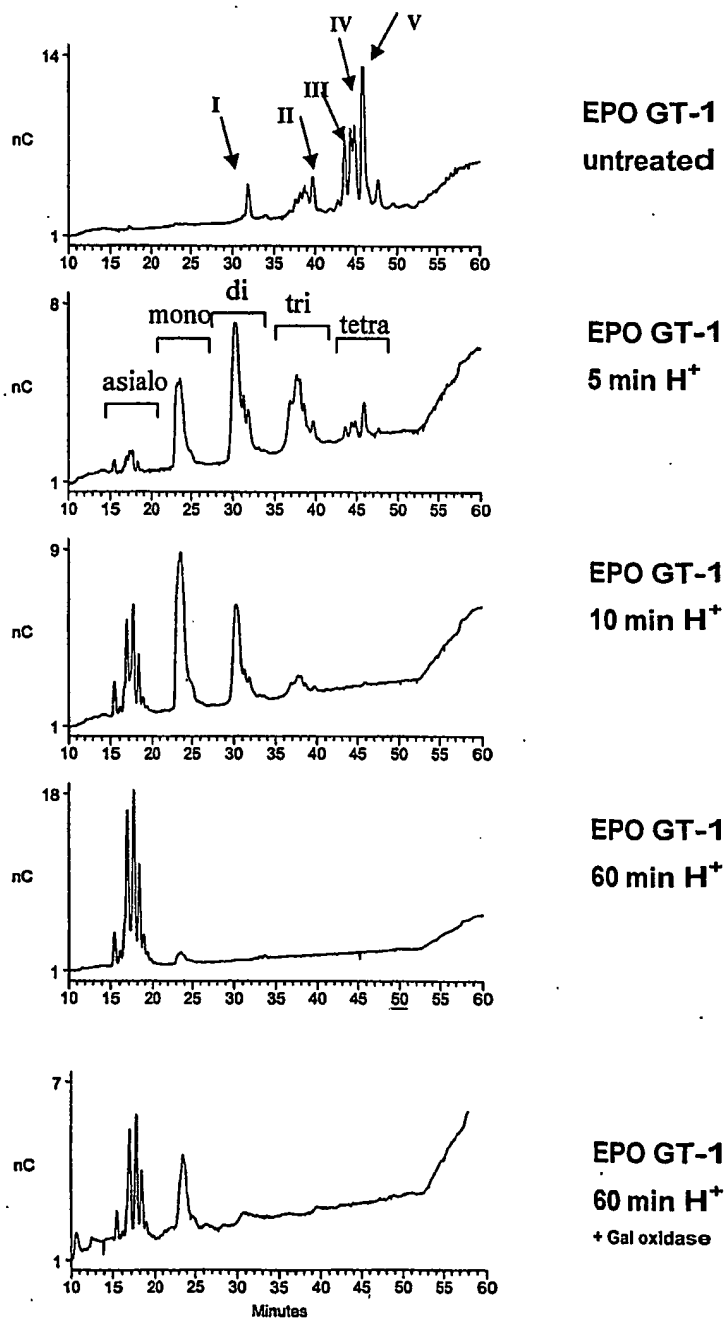 14
nC
1
I
II
III
IV
V
10 15 20 25 30 35 40 45 50 55 60
EPO GT-1
untreated
8
nC
1
asialo
mono
di
tri
tetra
10 15 20 25 30 35 40 45 50 55 60
EPO GT-1
5 min H+
9
nC
1
10 15 20 25 30 35 40 45 50 55 60
EPO GT-1
10 min H+
18
nC
1
10 15 20 25 30 35 40 45 50 55 60
EPO GT-1
60 min H+
7
nC
1
10 15 20 25 30 35 40 45 50 55 60
Minutes
EPO GT-1
60 min H+
+ Gal oxidase